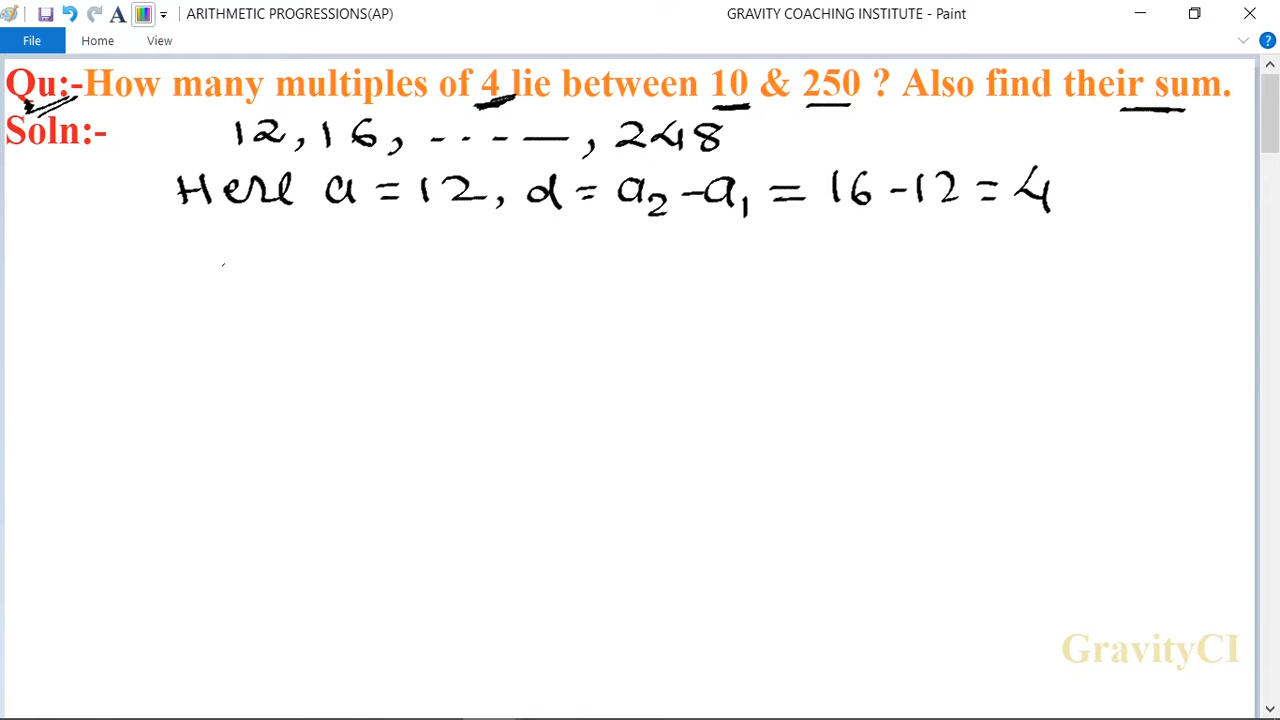 ARITHMETIC PROGRESSIONS(AP)
GRAVITY COACHING INSTITUTE - Paint
File Home View
Qu:-How many multiples of 4 lie between 10 & 250 ? Also find their sum.
Soln:- 12, 16, ----—, 248
Here a = 12, d = a₂ - a₁ = 16 - 12 = 4
GravityCI